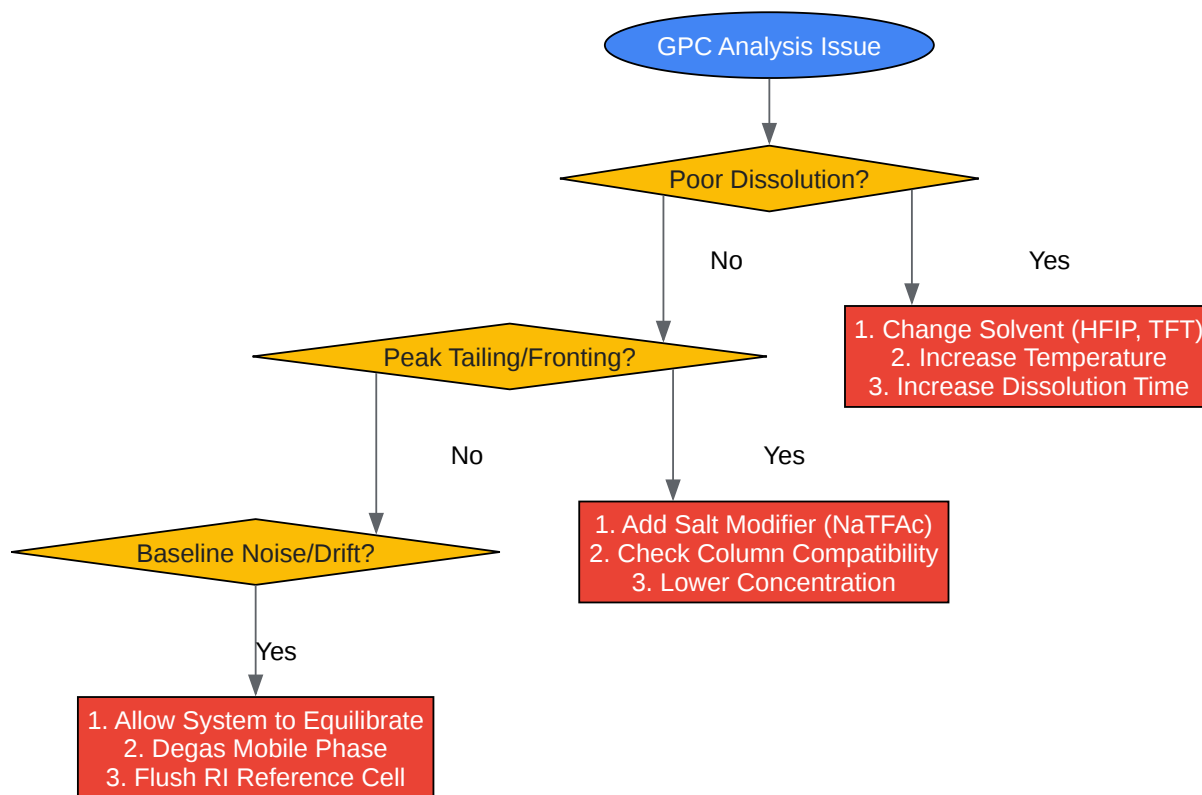 GPC Analysis Issue
Poor Dissolution?
No
Yes
1. Change Solvent (HFIP, TFT)
2. Increase Temperature
3. Increase Dissolution Time
Peak Tailing/Fronting?
No
Yes
1. Add Salt Modifier (NaTFAc)
2. Check Column Compatibility
3. Lower Concentration
Baseline Noise/Drift?
Yes
1. Allow System to Equilibrate
2. Degas Mobile Phase
3. Flush RI Reference Cell